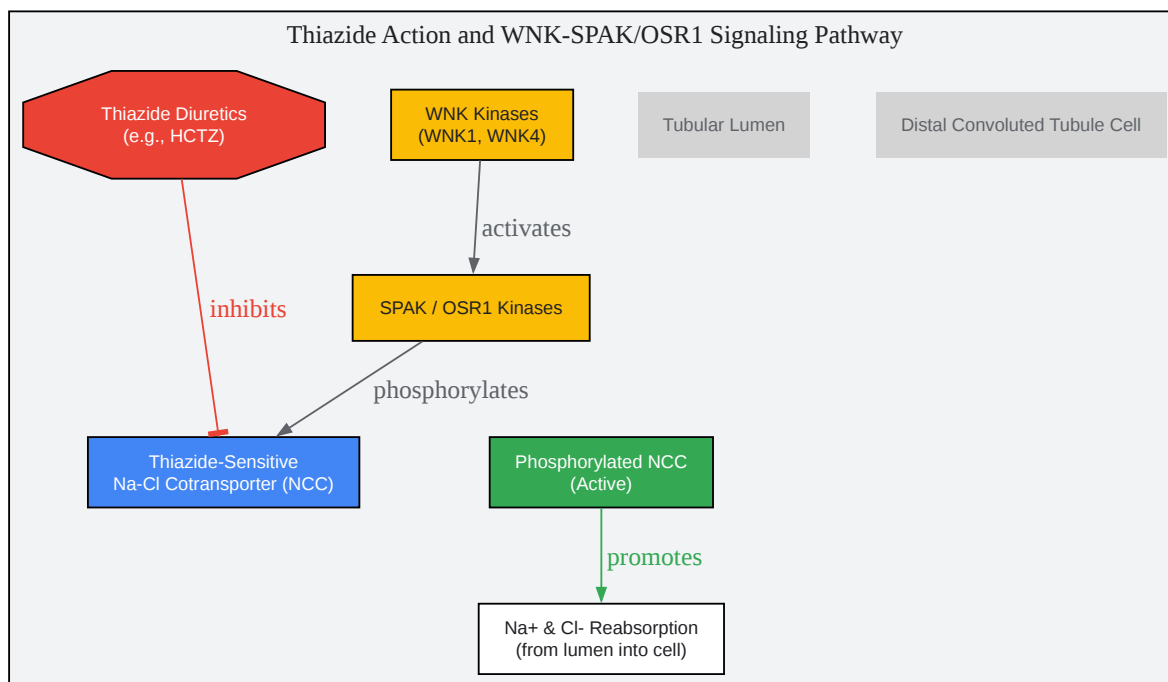 Thiazide Action and WNK-SPAK/OSR1 Signaling Pathway
Thiazide Diuretics
(e.g., HCTZ)
WNK Kinases
(WNK1, WNK4)
Tubular Lumen
Distal Convoluted Tubule Cell
activates
inhibits
SPAK / OSR1 Kinases
phosphorylates
Thiazide-Sensitive
Na-Cl Cotransporter (NCC)
Phosphorylated NCC
(Active)
promotes
Na+ & Cl- Reabsorption
(from lumen into cell)